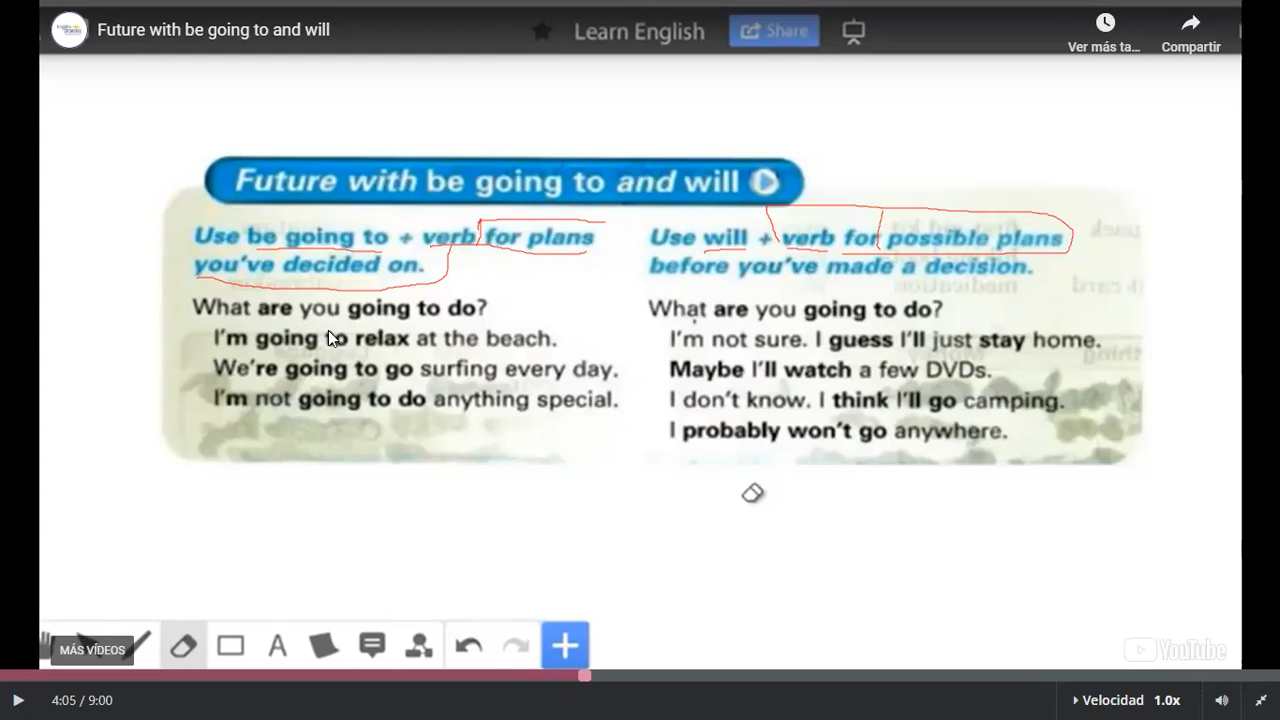 Future with be going to and will
Learn English
Share
Ver más ta...
Compartir
Future with be going to and will
Use be going to + verb for plans
you've decided on.
What are you going to do?
I'm going to relax at the beach.
We're going to go surfing every day.
I'm not going to do anything special.
Use will + verb for possible plans
before you've made a decision.
What are you going to do?
I'm not sure. I guess I'll just stay home.
Maybe I'll watch a few DVDs.
I don't know. I think I'll go camping.
I probably won't go anywhere.
A
MÁS VÍDEOS
YouTube
4:05 / 9:00
Velocidad 1.0x